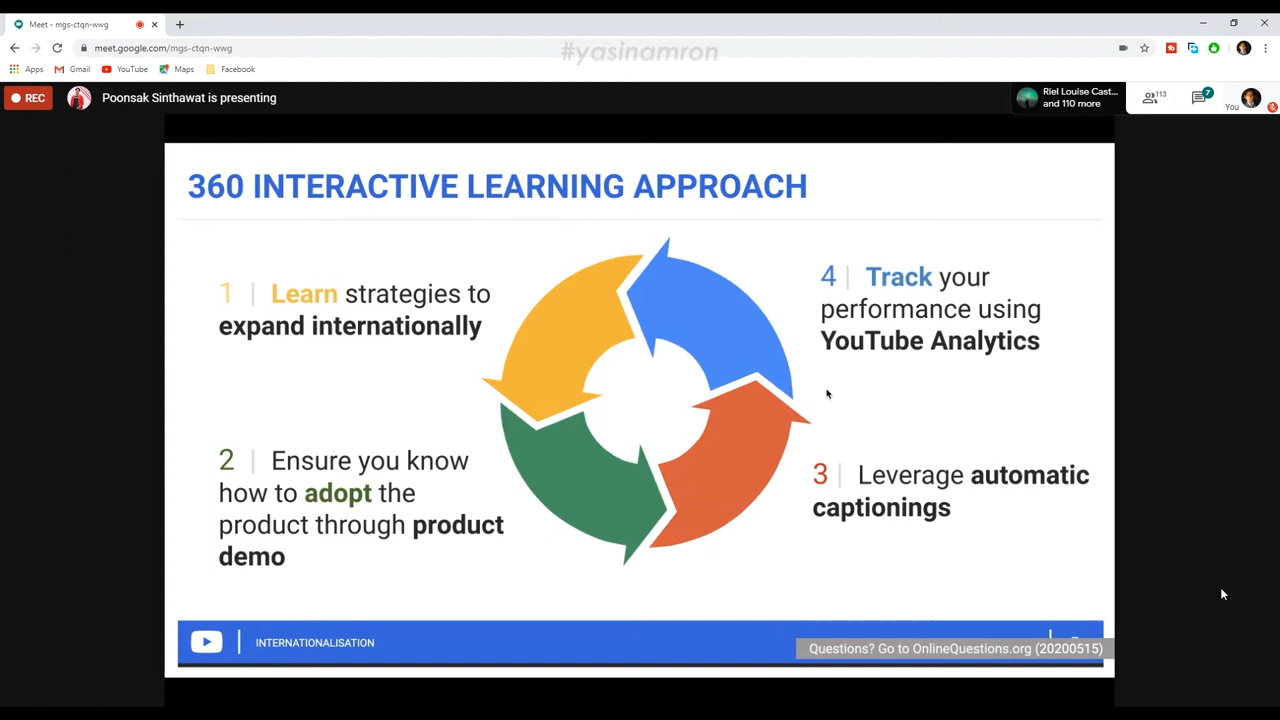 Meet - mgs-ctqn-wwg
meet.google.com/mgs-ctqn-wwg
#yasinamron
Apps Gmail YouTube Maps Facebook
REC
Poonsak Sinthawat is presenting
Riel Louise Cast...
and 110 more
113
7
You
360 INTERACTIVE LEARNING APPROACH
1 | Learn strategies to
expand internationally
2 | Ensure you know
how to adopt the
product through product
demo
4 | Track your
performance using
YouTube Analytics
3 | Leverage automatic
captionings
INTERNATIONALISATION
Questions? Go to OnlineQuestions.org (20200515)